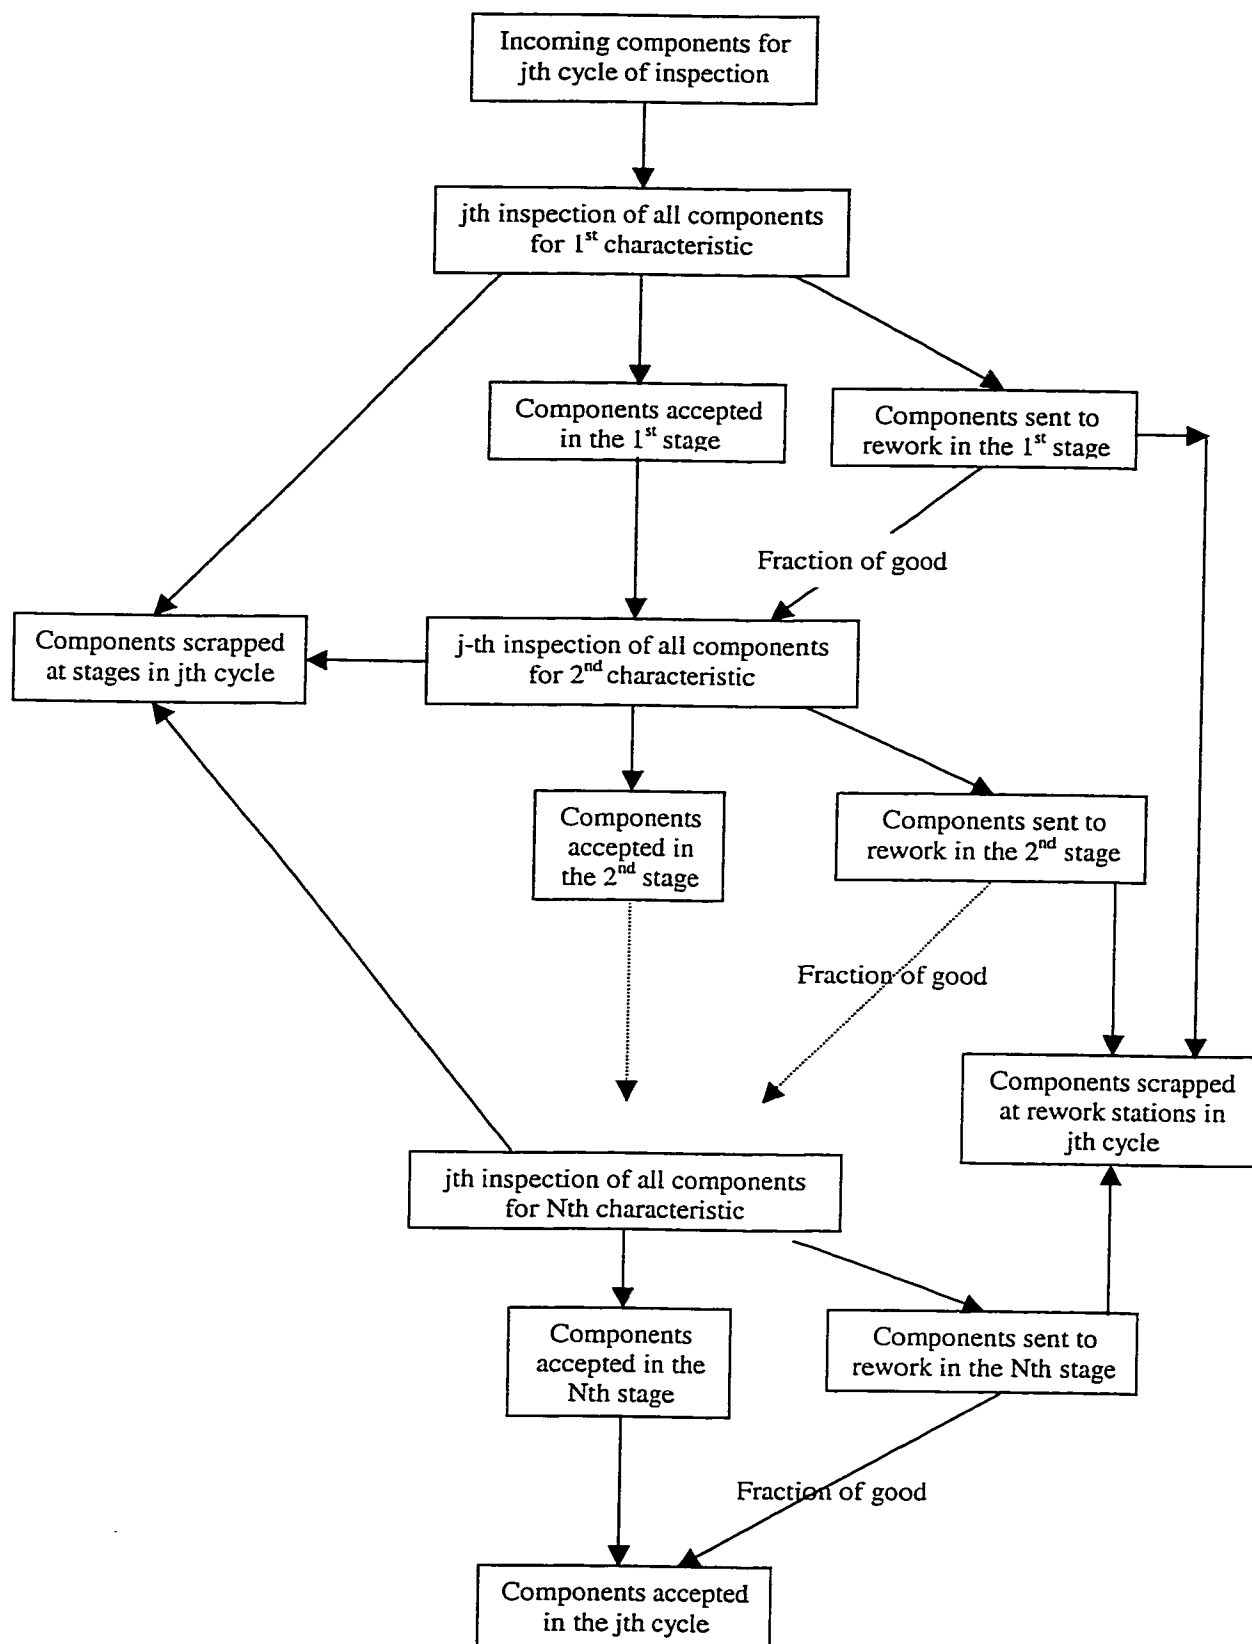 Incoming components for
jth cycle of inspection
jth inspection of all components
for 1st characteristic
Components accepted
in the 1st stage
Components sent to
rework in the 1st stage
Fraction of good
Components scrapped
at stages in jth cycle
j-th inspection of all components
for 2nd characteristic
Components
accepted in
the 2nd stage
Components sent to
rework in the 2nd stage
Fraction of good
Components scrapped
at rework stations in
jth cycle
jth inspection of all components
for Nth characteristic
Components
accepted in the
Nth stage
Components sent to
rework in the Nth stage
Fraction of good
Components accepted
in the jth cycle